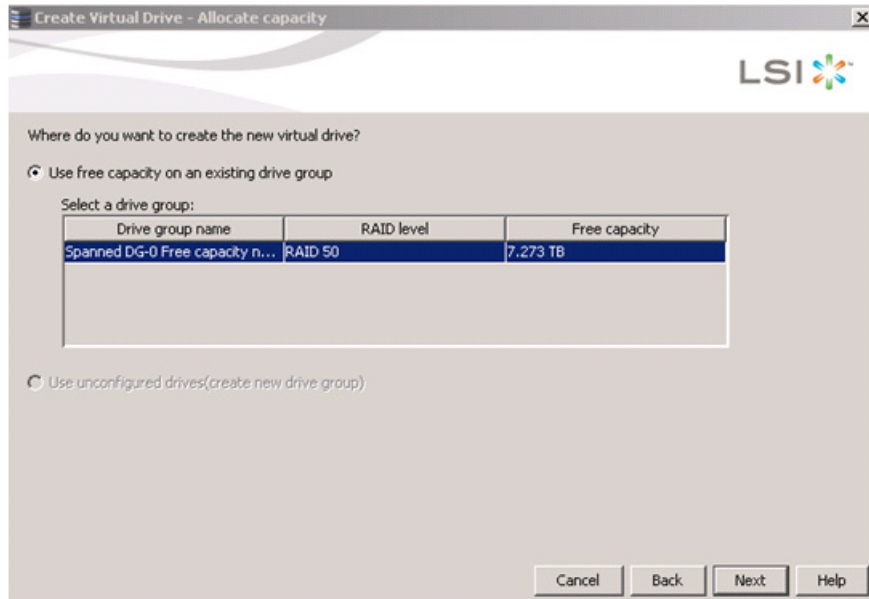 Create Virtual Drive - Allocate capacity
LSI
Where do you want to create the new virtual drive?
Use free capacity on an existing drive group
Select a drive group:
Drive group name RAID level Free capacity
Spanned DG-0 Free capacity n... RAID 50 7.273 TB
Use unconfigured drives(create new drive group)
Cancel Back Next Help